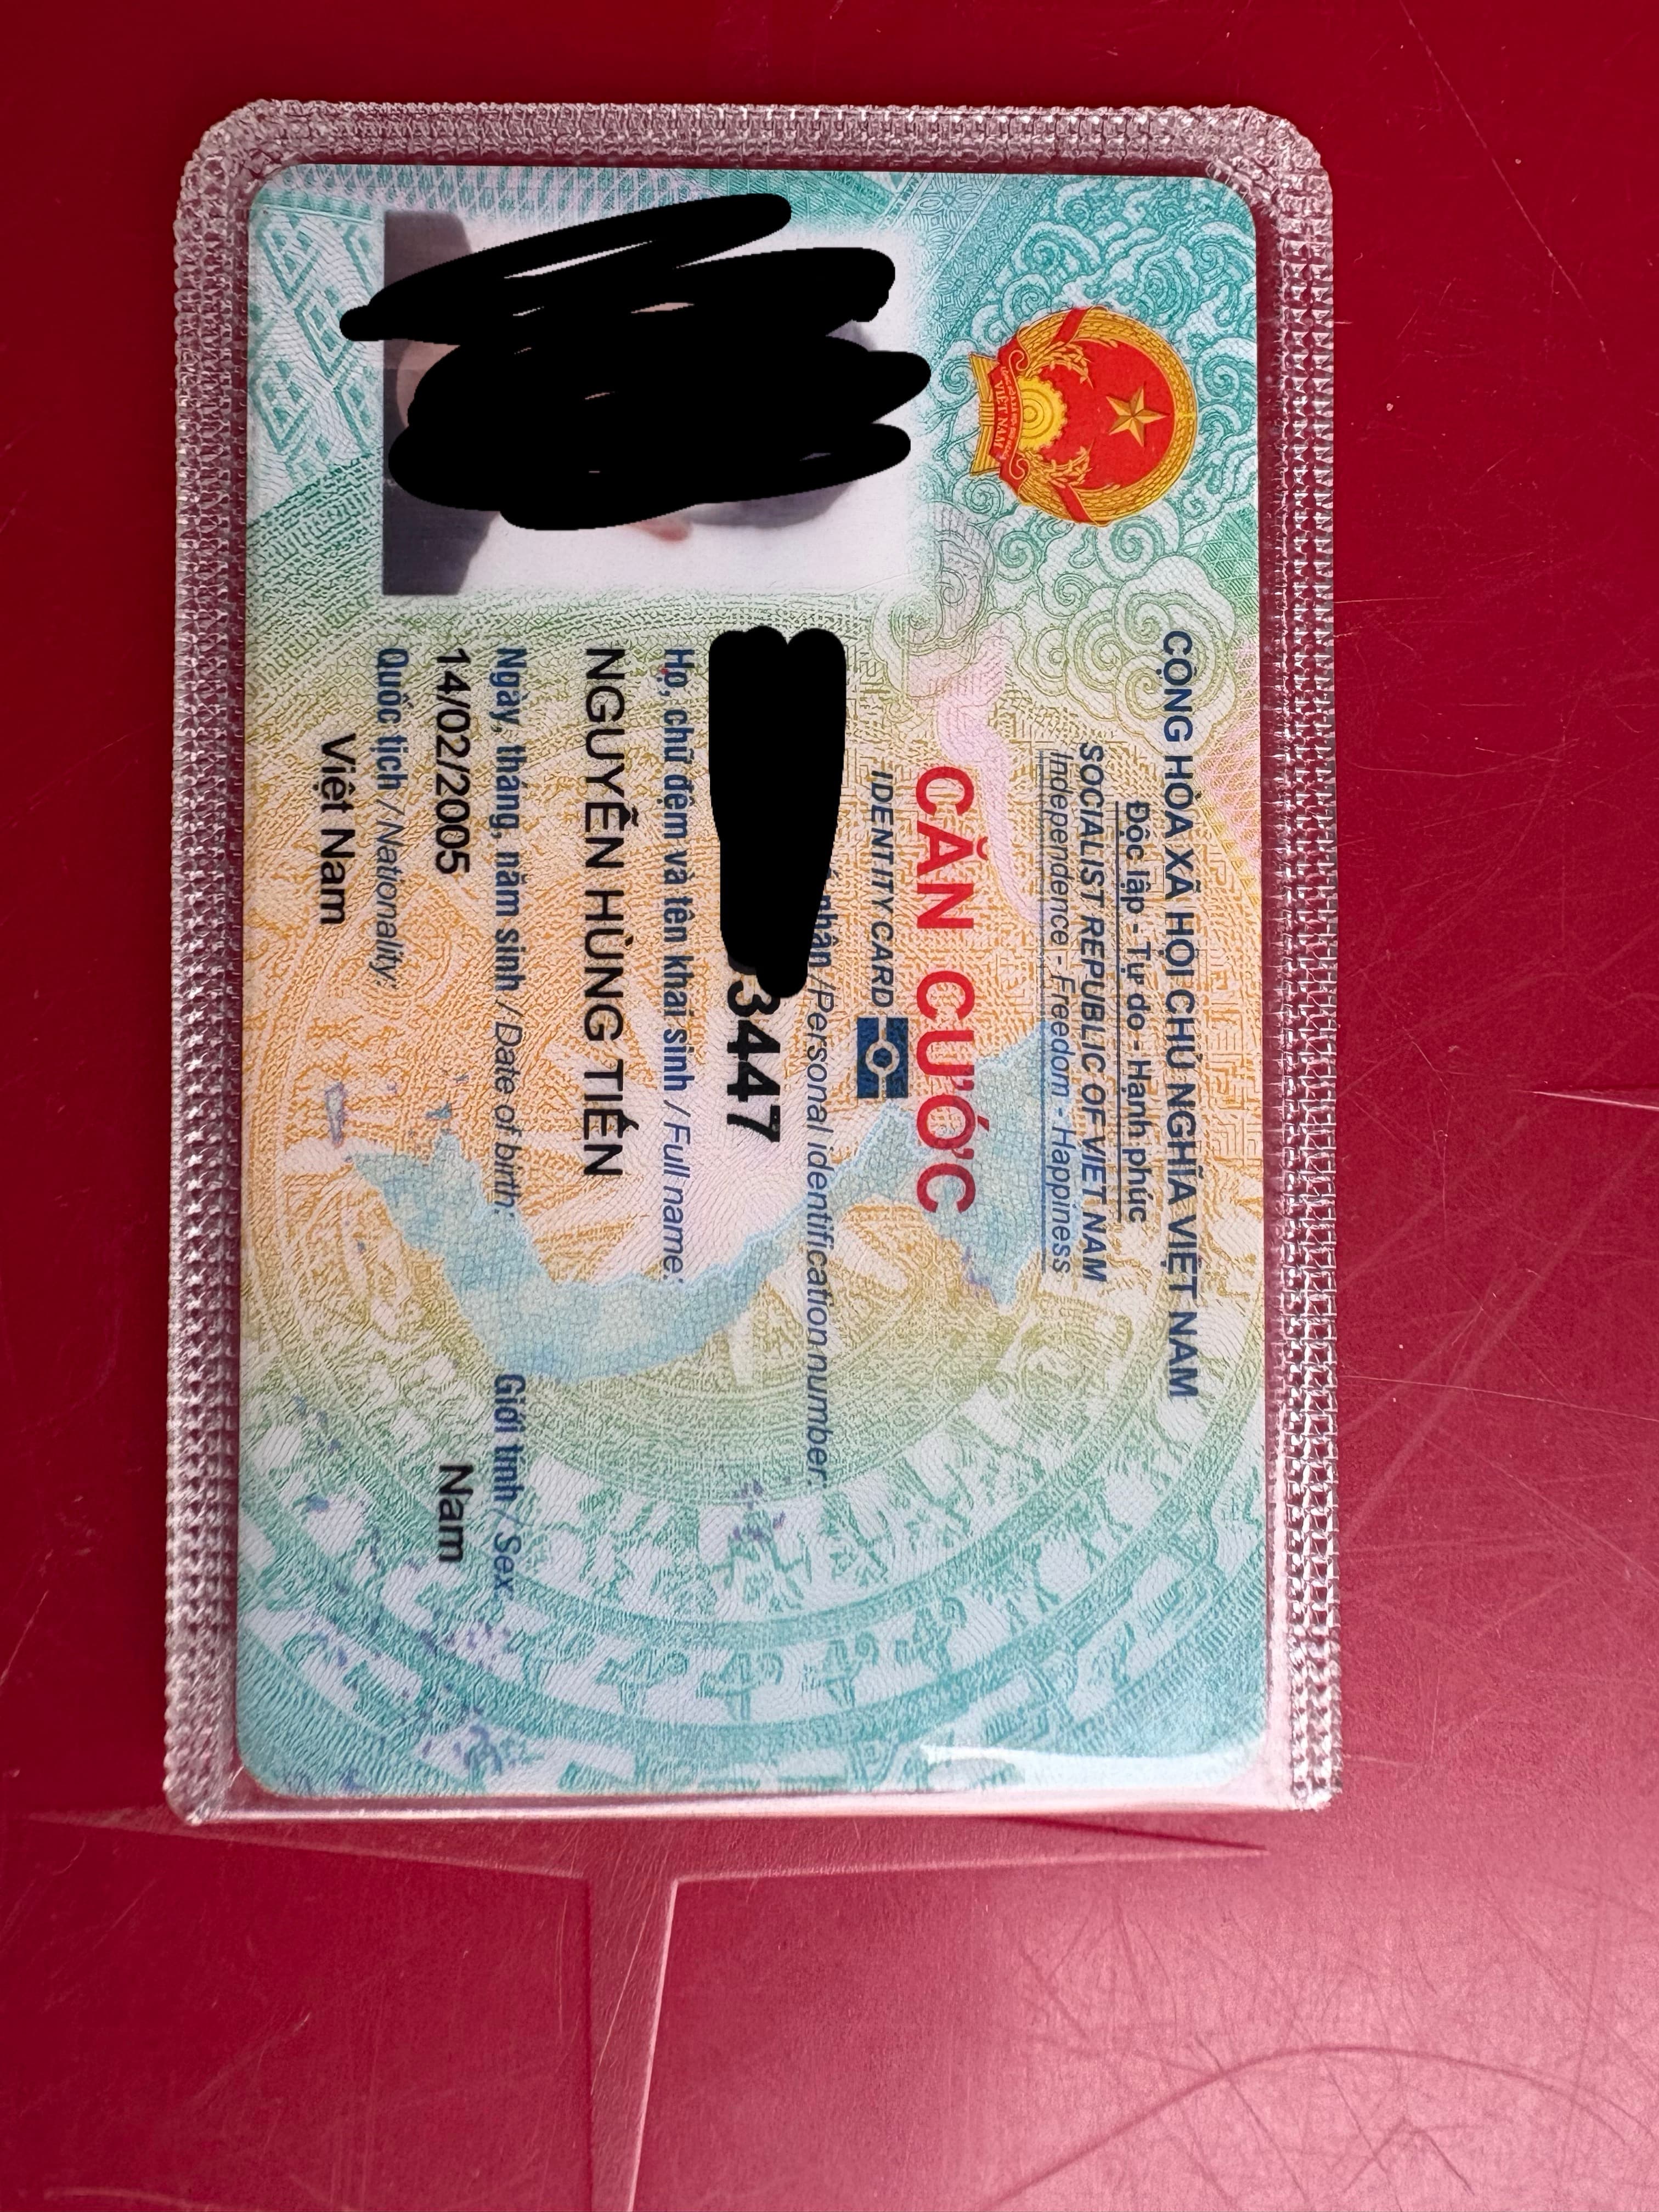 CỘNG HÒA XÃ HỘI CHỦ NGHĨA VIỆT NAM
Độc lập - Tự do - Hạnh phúc
SOCIALIST REPUBLIC OF VIET NAM
Independence - Freedom - Happiness
CĂN CƯỚC
IDENTITY CARD
nhân / Personal identification number:
3447
Họ, chữ đệm và tên khai sinh / Full name:
NGUYỄN HÙNG TIẾN
Ngày, tháng, năm sinh / Date of birth: Giới tính / Sex
14/02/2005 Nam
Quốc tịch / Nationality:
Việt Nam
VIỆT NAM